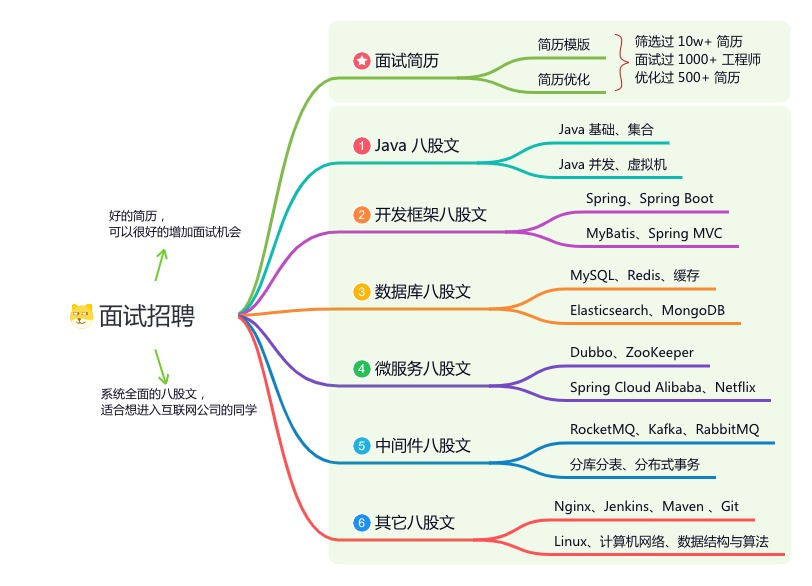 面试招聘
好的简历，
可以很好的增加面试机会
系统全面的八股文，
适合想进入互联网公司的同学
面试简历
简历模版
简历优化
筛选过 10w+ 简历
面试过 1000+ 工程师
优化过 500+ 简历
1 Java 八股文
Java 基础、集合
Java 并发、虚拟机
2 开发框架八股文
Spring、Spring Boot
MyBatis、Spring MVC
3 数据库八股文
MySQL、Redis、缓存
Elasticsearch、MongoDB
4 微服务八股文
Dubbo、ZooKeeper
Spring Cloud Alibaba、Netflix
5 中间件八股文
RocketMQ、Kafka、RabbitMQ
分库分表、分布式事务
6 其它八股文
Nginx、Jenkins、Maven 、Git
Linux、计算机网络、数据结构与算法